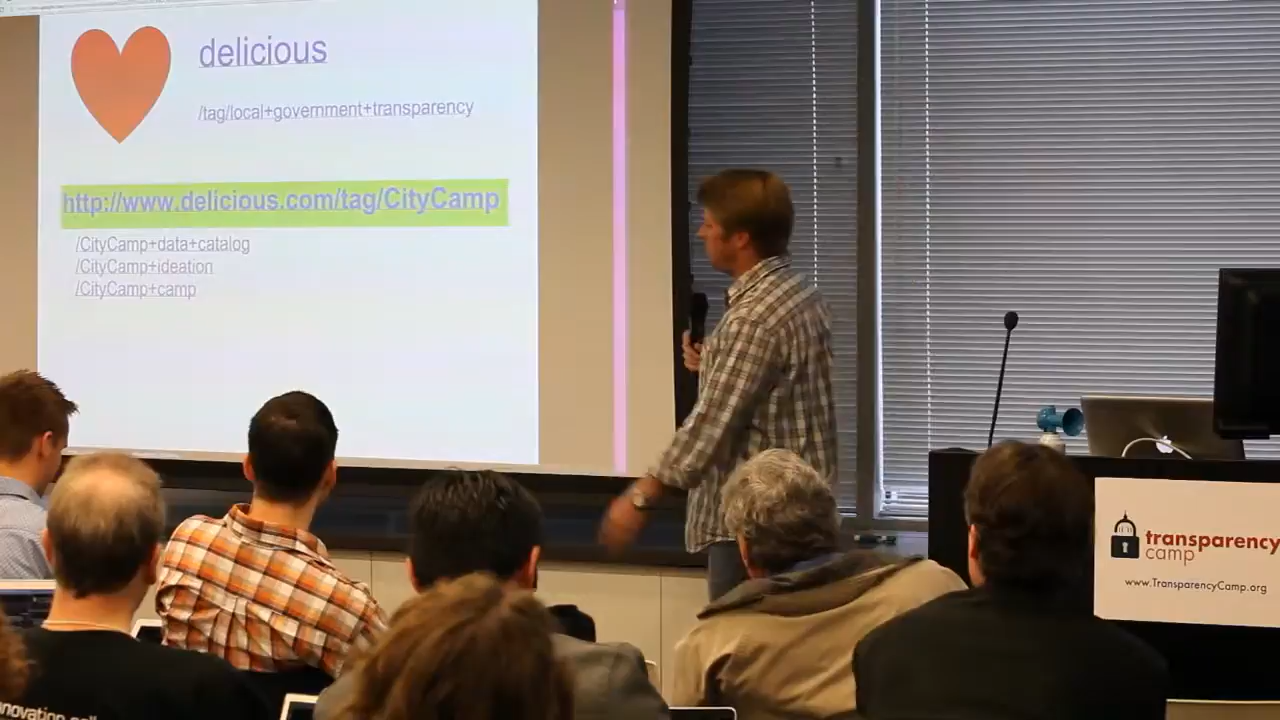 delicious
/tag/local+government+transparency
http://www.delicious.com/tag/CityCamp
/CityCamp+data+catalog
/CityCamp+ideation
/CityCamp+camp
transparency
camp
www.TransparencyCamp.org